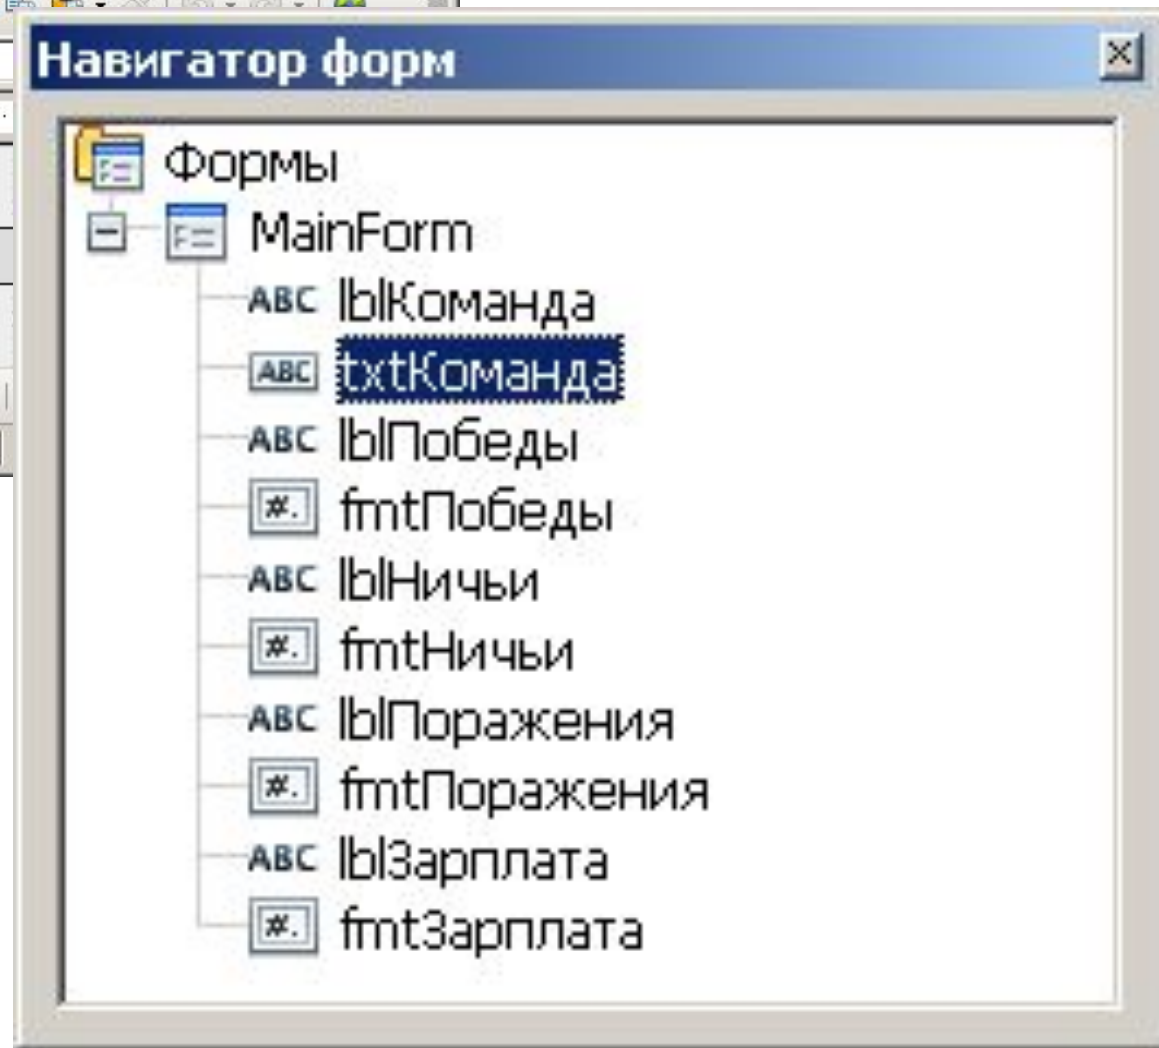 Навигатор форм
Формы
MainForm
ABC lblКоманда
ABC txtКоманда
ABC lblПобеды
#. fmtПобеды
ABC lblНичьи
#. fmtНичьи
ABC lblПоражения
#. fmtПоражения
ABC lblЗарплата
#. fmtЗарплата